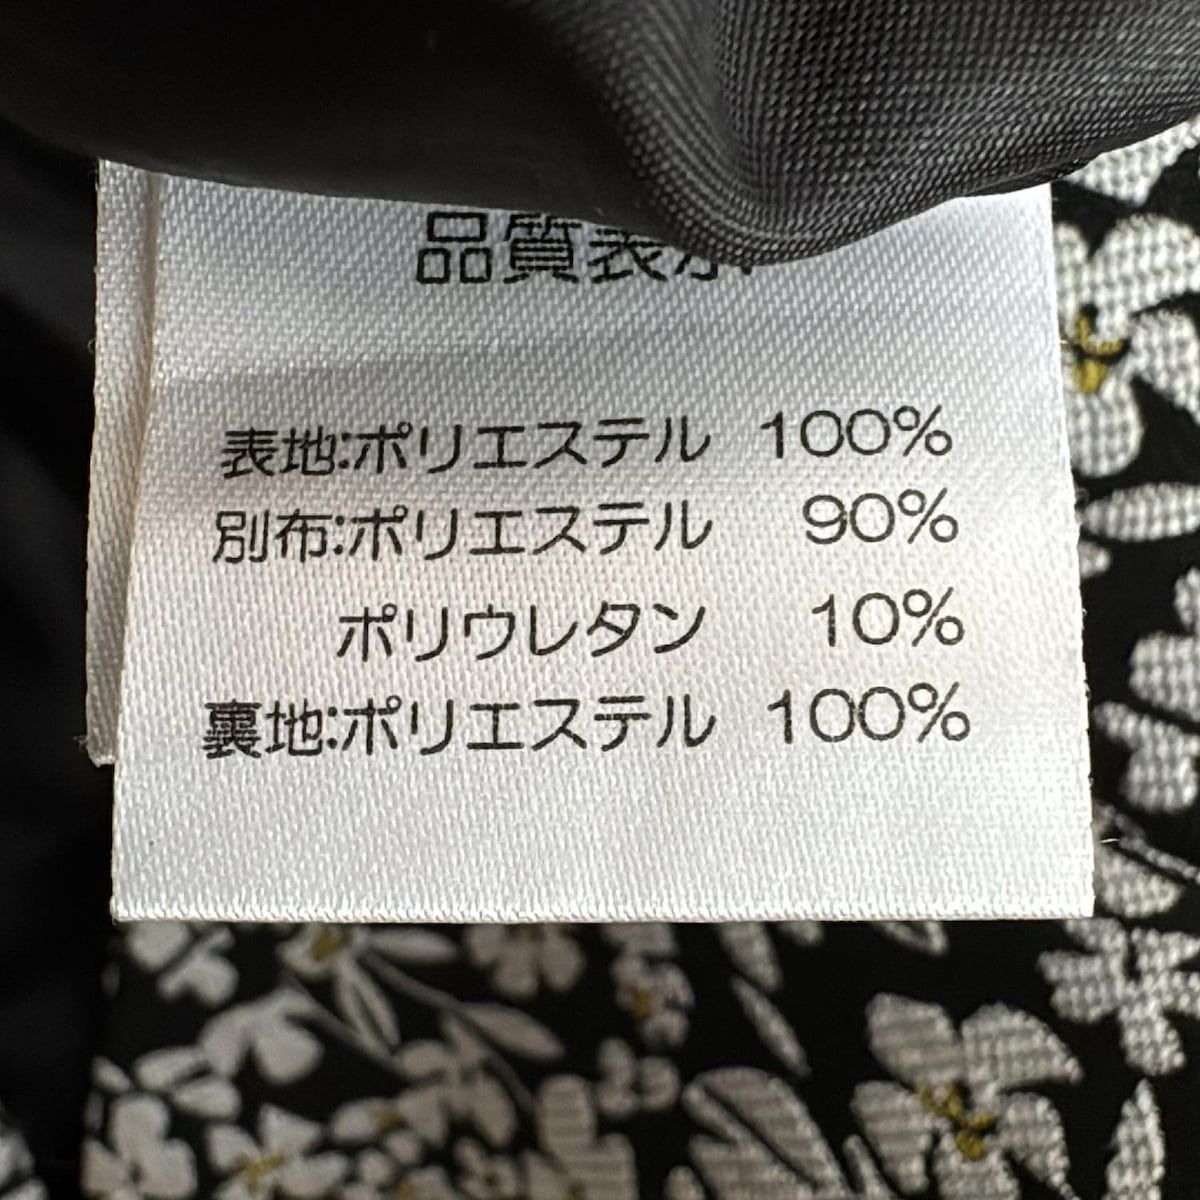 品質表示
表地:ポリエステル 100%
別布:ポリエステル 90%
ポリウレタン 10%
裏地:ポリエステル 100%